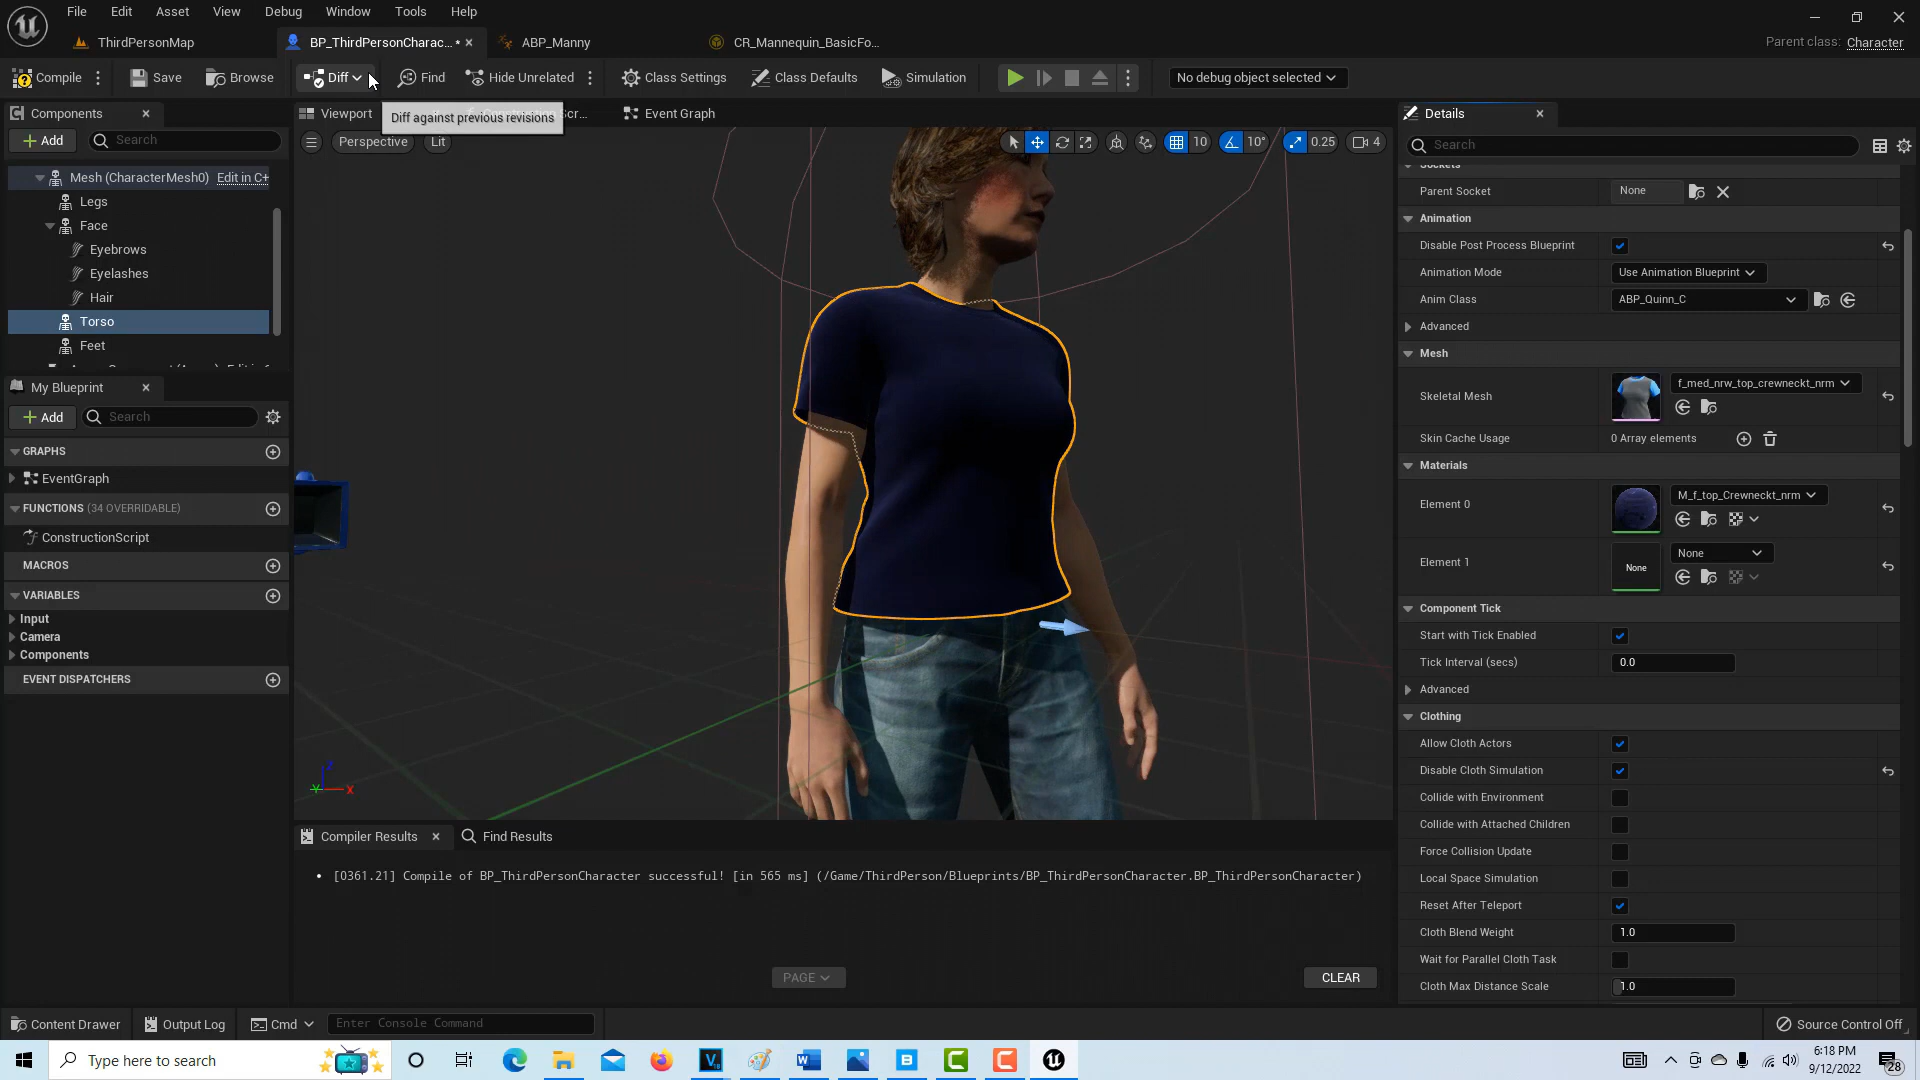 File Edit Asset View Debug Window Tools Help
ThirdPersonMap BP_ThirdPersonCharac... • ABP_Manny CR_Mannequin_BasicFo...
Parent class: Character
Compile Save Browse Diff Find Hide Unrelated Class Settings Class Defaults Simulation No debug object selected
Components
Add Search
Mesh (CharacterMesh0) Edit in C+
Legs
Face
Eyebrows
Eyelashes
Hair
Torso
Feet
My Blueprint
Add Search
GRAPHS
EventGraph
FUNCTIONS (34 OVERRIDABLE)
ConstructionScript
MACROS
VARIABLES
Input
Camera
Components
EVENT DISPATCHERS
Viewport Event Graph
Diff against previous revisions
Perspective Lit 10 10° 0.25 4
Z
Y X
Compiler Results Find Results
[0361.21] Compile of BP_ThirdPersonCharacter successful! [in 565 ms] (/Game/ThirdPerson/Blueprints/BP_ThirdPersonCharacter.BP_ThirdPersonCharacter)
PAGE CLEAR
Details
Search
Sockets
Parent Socket None
Animation
Disable Post Process Blueprint
Animation Mode Use Animation Blueprint
Anim Class ABP_Quinn_C
Advanced
Mesh
Skeletal Mesh f_med_nrw_top_crewneckt_nrm
Skin Cache Usage 0 Array elements
Materials
Element 0 M_f_top_Crewneckt_nrm
Element 1 None None
Component Tick
Start with Tick Enabled
Tick Interval (secs) 0.0
Advanced
Clothing
Allow Cloth Actors
Disable Cloth Simulation
Collide with Environment
Collide with Attached Children
Force Collision Update
Local Space Simulation
Reset After Teleport
Cloth Blend Weight 1.0
Wait for Parallel Cloth Task
Cloth Max Distance Scale 1.0
Content Drawer Output Log Cmd Enter Console Command Source Control Off
Type here to search
6:18 PM
9/12/2022
28